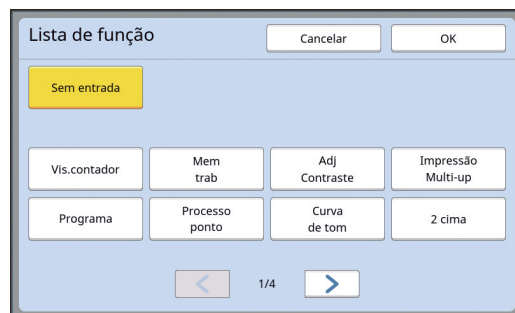 Lista de função
Cancelar
OK
Sem entrada
Vis.contador
Mem
trab
Adj
Contraste
Impressão
Multi-up
Programa
Processo
ponto
Curva
de tom
2 cima
1/4